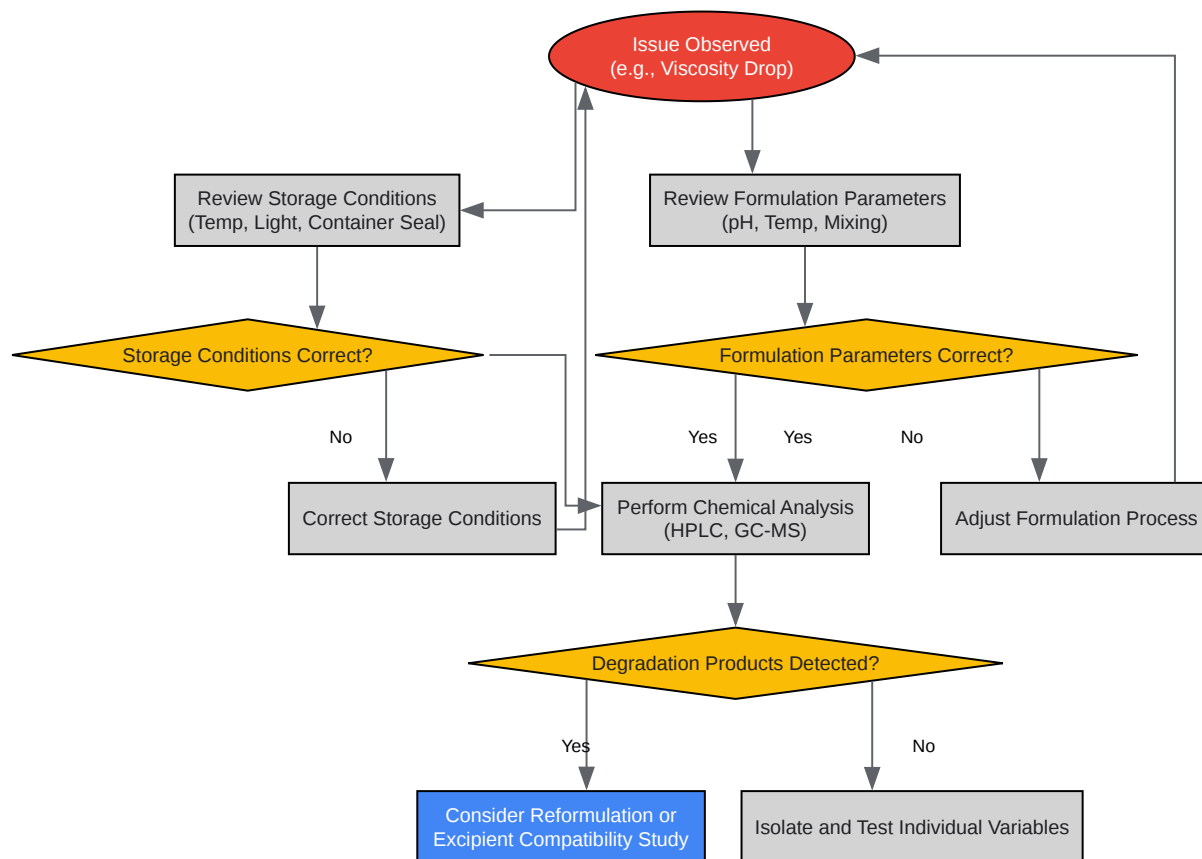 Issue Observed
(e.g., Viscosity Drop)
Review Storage Conditions
(Temp, Light, Container Seal)
Review Formulation Parameters
(pH, Temp, Mixing)
Storage Conditions Correct?
Formulation Parameters Correct?
No
Yes
Yes
No
Correct Storage Conditions
Perform Chemical Analysis
(HPLC, GC-MS)
Adjust Formulation Process
Degradation Products Detected?
Yes
No
Consider Reformulation or
Excipient Compatibility Study
Isolate and Test Individual Variables